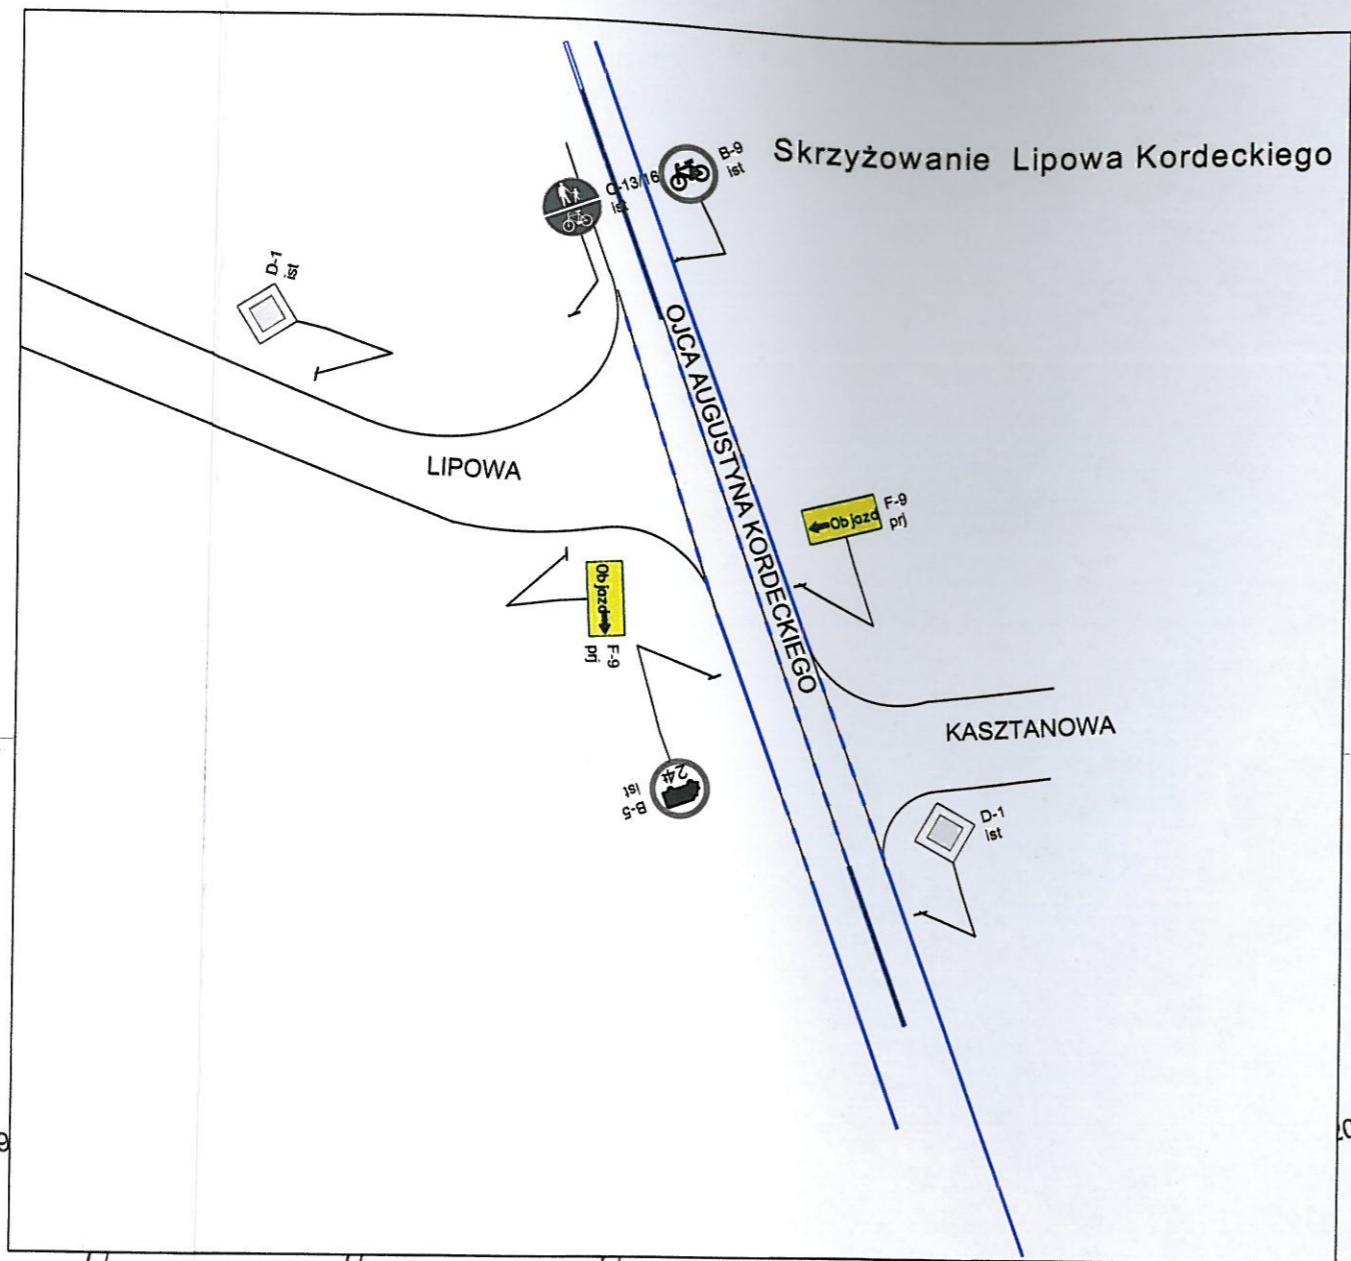 Skrzyżowanie Lipowa Kordeckiego
B-9
ist
C-13/16
ist
D-1
ist
OJCA AUGUSTYNA KORDECKIEGO
LIPOWA
F-9
prj
Objazd
Objazd
F-9
prj
KASZTANOWA
24t
B-5
ist
D-1
ist